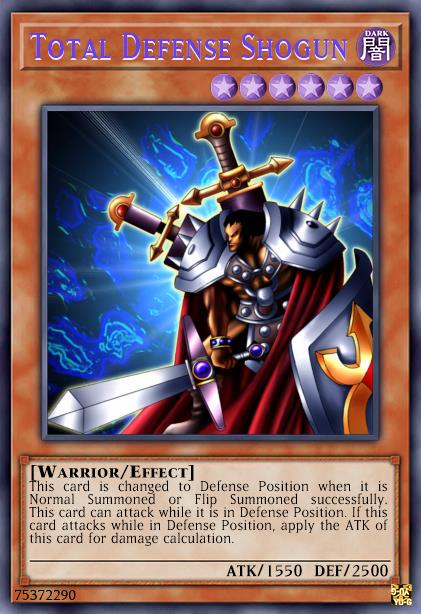 Total Defense Shogun
DARK
闇
[Warrior/Effect]
This card is changed to Defense Position when it is
Normal Summoned or Flip Summoned successfully.
This card can attack while it is in Defense Position. If this
card attacks while in Defense Position, apply the ATK of
this card for damage calculation.
ATK/1550 DEF/2500
75372290